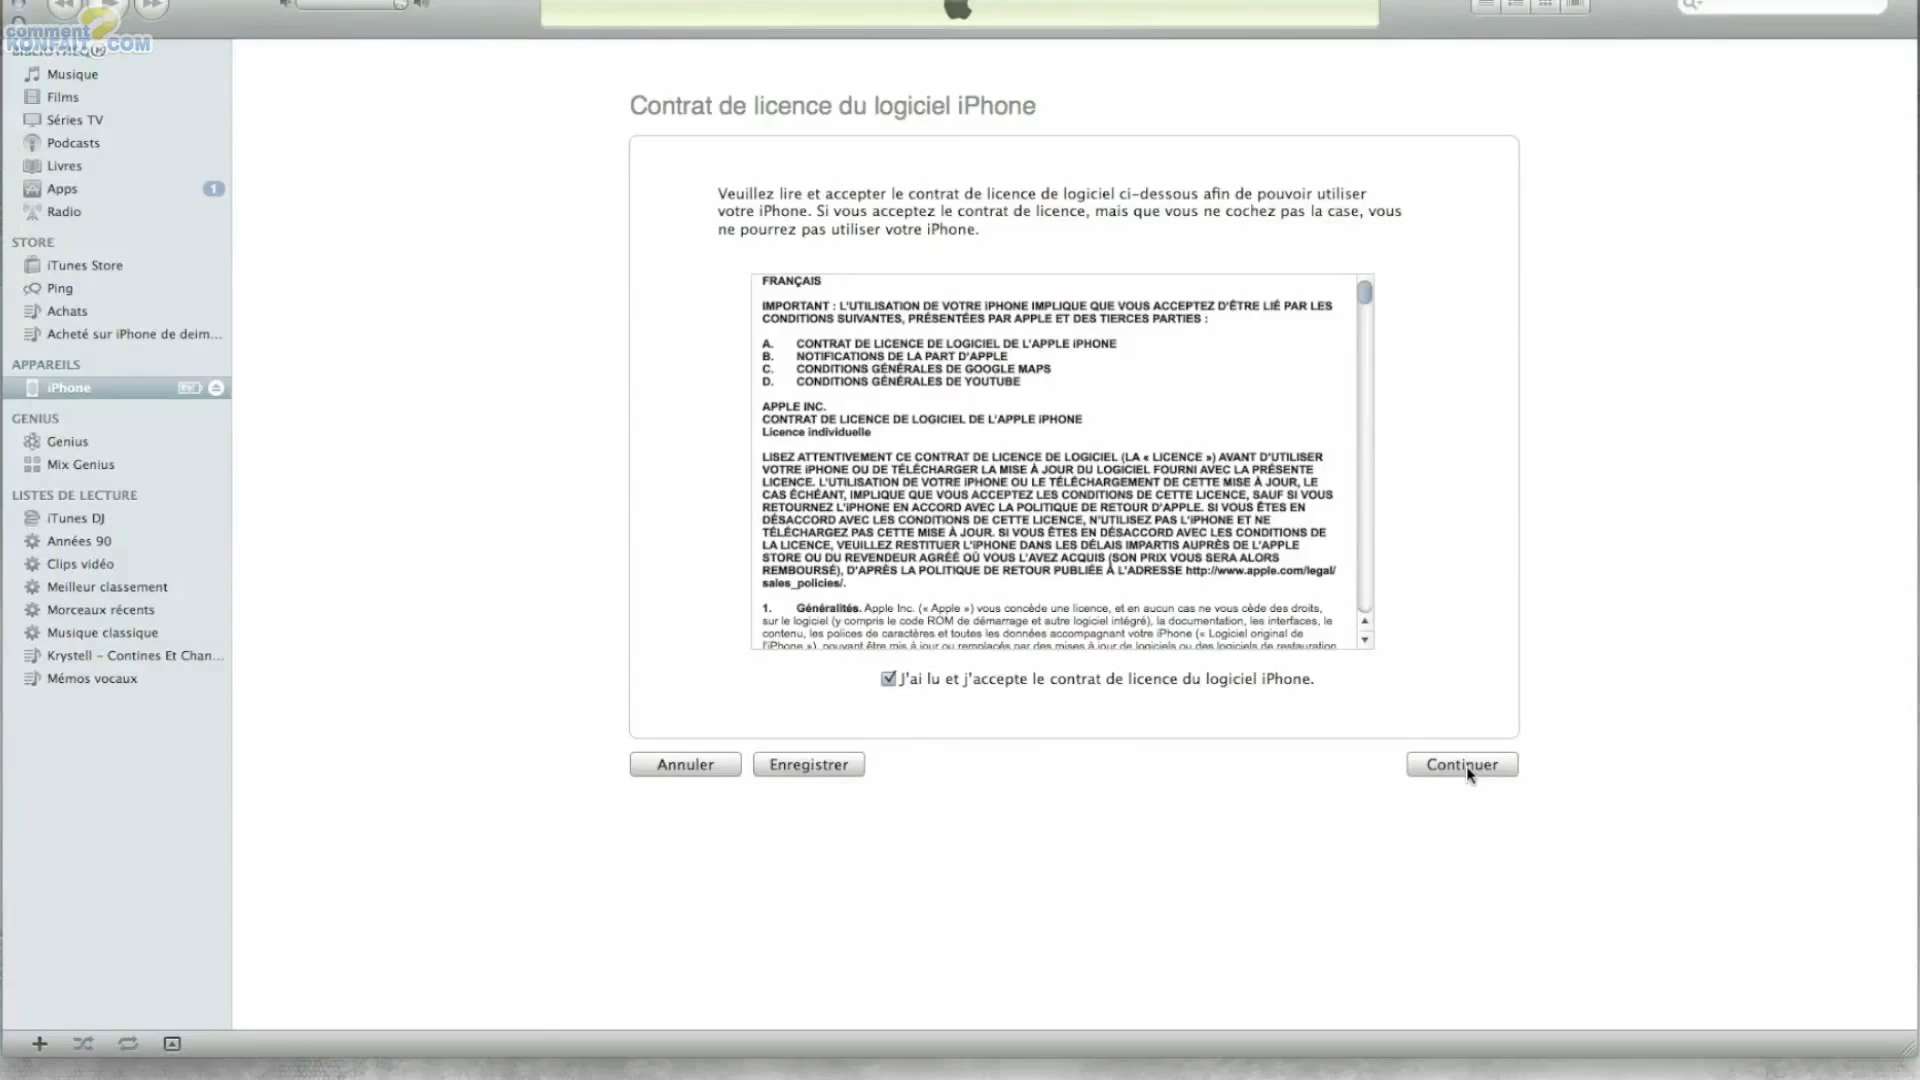 comment
KONFAIT.COM
Musique
Films
Séries TV
Podcasts
Livres
Apps 1
Radio
STORE
iTunes Store
Ping
Achats
Acheté sur iPhone de deim...
APPAREILS
iPhone
GENIUS
Genius
Mix Genius
LISTES DE LECTURE
iTunes DJ
Années 90
Clips vidéo
Meilleur classement
Morceaux récents
Musique classique
Krystell – Contines Et Chan...
Mémos vocaux
Contrat de licence du logiciel iPhone
Veuillez lire et accepter le contrat de licence de logiciel ci-dessous afin de pouvoir utiliser
votre iPhone. Si vous acceptez le contrat de licence, mais que vous ne cochez pas la case, vous
ne pourrez pas utiliser votre iPhone.
FRANÇAIS
IMPORTANT : L'UTILISATION DE VOTRE iPHONE IMPLIQUE QUE VOUS ACCEPTEZ D'ÊTRE LIÉ PAR LES
CONDITIONS SUIVANTES, PRÉSENTÉES PAR APPLE ET DES TIERCES PARTIES :
A. CONTRAT DE LICENCE DE LOGICIEL DE L'APPLE iPHONE
B. NOTIFICATIONS DE LA PART D'APPLE
C. CONDITIONS GÉNÉRALES DE GOOGLE MAPS
D. CONDITIONS GÉNÉRALES DE YOUTUBE
APPLE INC.
CONTRAT DE LICENCE DE LOGICIEL DE L'APPLE iPHONE
Licence individuelle
LISEZ ATTENTIVEMENT CE CONTRAT DE LICENCE DE LOGICIEL (LA « LICENCE ») AVANT D'UTILISER
VOTRE iPHONE OU DE TÉLÉCHARGER LA MISE À JOUR DU LOGICIEL FOURNI AVEC LA PRÉSENTE
LICENCE. L'UTILISATION DE VOTRE iPHONE OU LE TÉLÉCHARGEMENT DE CETTE MISE À JOUR, LE
CAS ÉCHÉANT, IMPLIQUE QUE VOUS ACCEPTEZ LES CONDITIONS DE CETTE LICENCE, SAUF SI VOUS
RETOURNEZ L'iPHONE EN ACCORD AVEC LA POLITIQUE DE RETOUR D'APPLE. SI VOUS ÊTES EN
DÉSACCORD AVEC LES CONDITIONS DE CETTE LICENCE, N'UTILISEZ PAS L'iPHONE ET NE
TÉLÉCHARGEZ PAS CETTE MISE À JOUR. SI VOUS ÊTES EN DÉSACCORD AVEC LES CONDITIONS DE
LA LICENCE, VEUILLEZ RESTITUER L'iPHONE DANS LES DÉLAIS IMPARTIS AUPRÈS DE L'APPLE
STORE OU DU REVENDEUR AGRÉÉ OÙ VOUS L'AVEZ ACQUIS (SON PRIX VOUS SERA ALORS
REMBOURSÉ), D'APRÈS LA POLITIQUE DE RETOUR PUBLIÉE À L'ADRESSE http://www.apple.com/legal/
sales_policies/.
1. Généralités. Apple Inc. (« Apple ») vous concède une licence, et en aucun cas ne vous cède des droits,
sur le logiciel (y compris le code ROM de démarrage et autre logiciel intégré), la documentation, les interfaces, le
contenu, les polices de caractères et toutes les données accompagnant votre iPhone (« Logiciel original de
l'iPhone »), pouvant être mis à jour ou remplacés par des mises à jour de logiciels ou des logiciels de restauration
J'ai lu et j'accepte le contrat de licence du logiciel iPhone.
Annuler
Enregistrer
Continuer